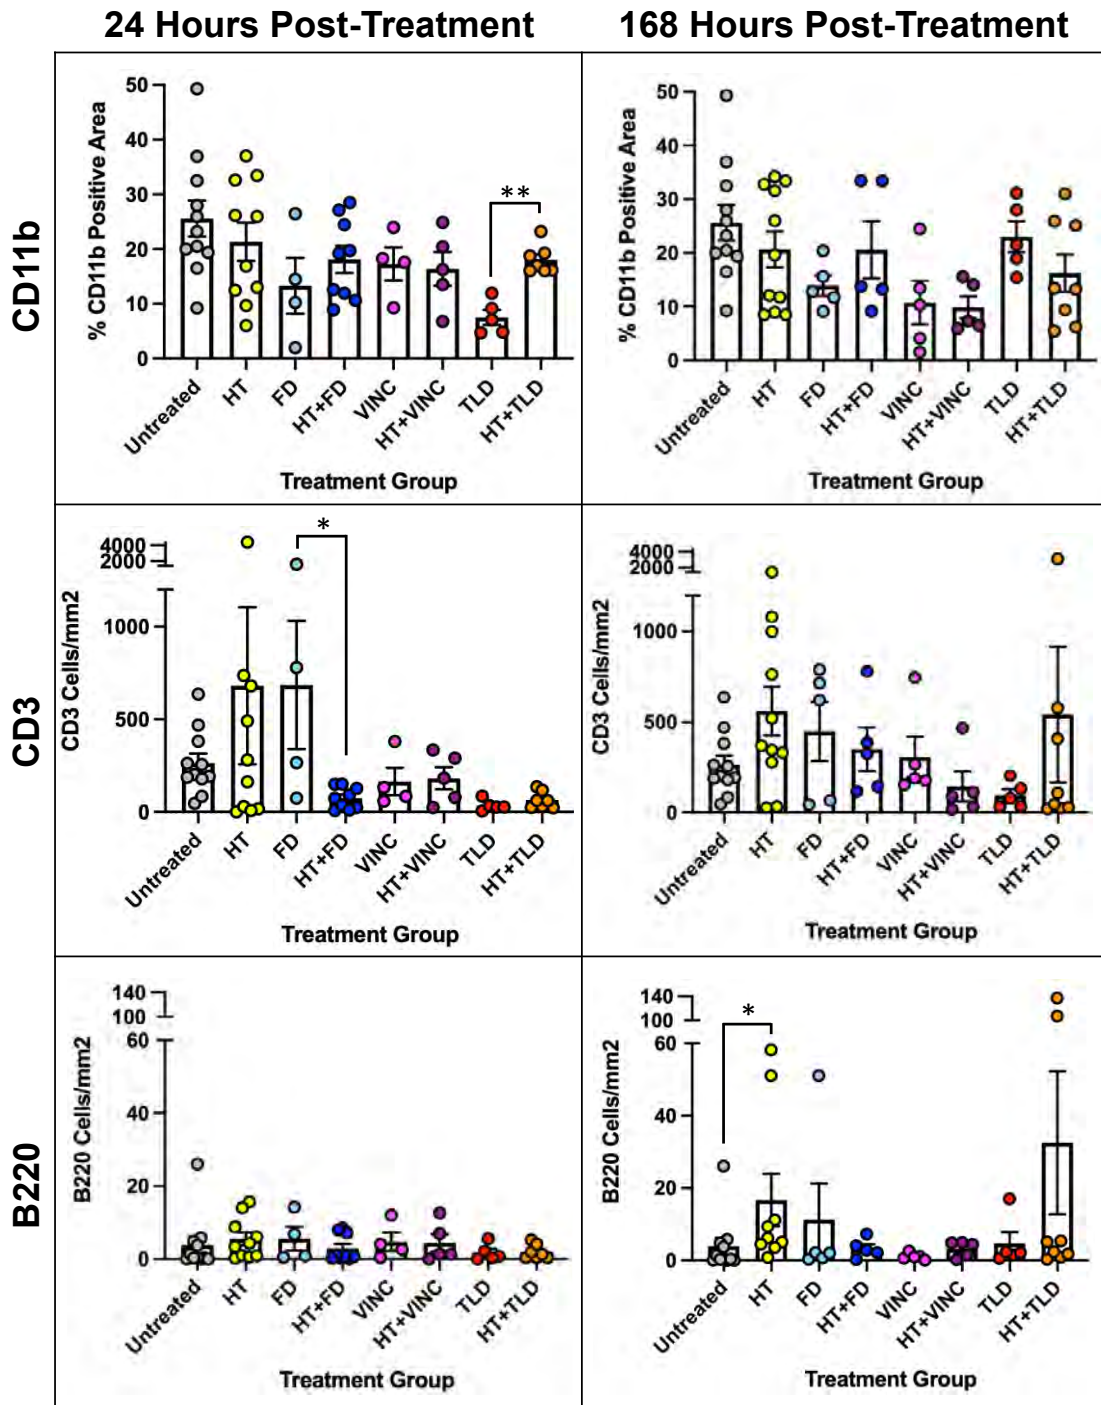 24 Hours Post-Treatment
168 Hours Post-Treatment
CD11b
% CD11b Positive Area
50
40
30
20
10
0
**
Untreated
HT
FD
HT+FD
VINC
HT+VINC
TLD
HT+TLD
Treatment Group
% CD11b Positive Area
50
40
30
20
10
0
Untreated
HT
FD
HT+FD
VINC
HT+VINC
TLD
HT+TLD
Treatment Group
CD3
CD3 Cells/mm2
4000
2000
1000
500
0
*
Untreated
HT
FD
HT+FD
VINC
HT+VINC
TLD
HT+TLD
Treatment Group
CD3 Cells/mm2
4000
2000
1000
500
0
Untreated
HT
FD
HT+FD
VINC
HT+VINC
TLD
HT+TLD
Treatment Group
B220
B220 Cells/mm2
140
100
60
40
20
0
Untreated
HT
FD
HT+FD
VINC
HT+VINC
TLD
HT+TLD
Treatment Group
B220 Cells/mm2
140
100
60
40
20
0
*
Untreated
HT
FD
HT+FD
VINC
HT+VINC
TLD
HT+TLD
Treatment Group